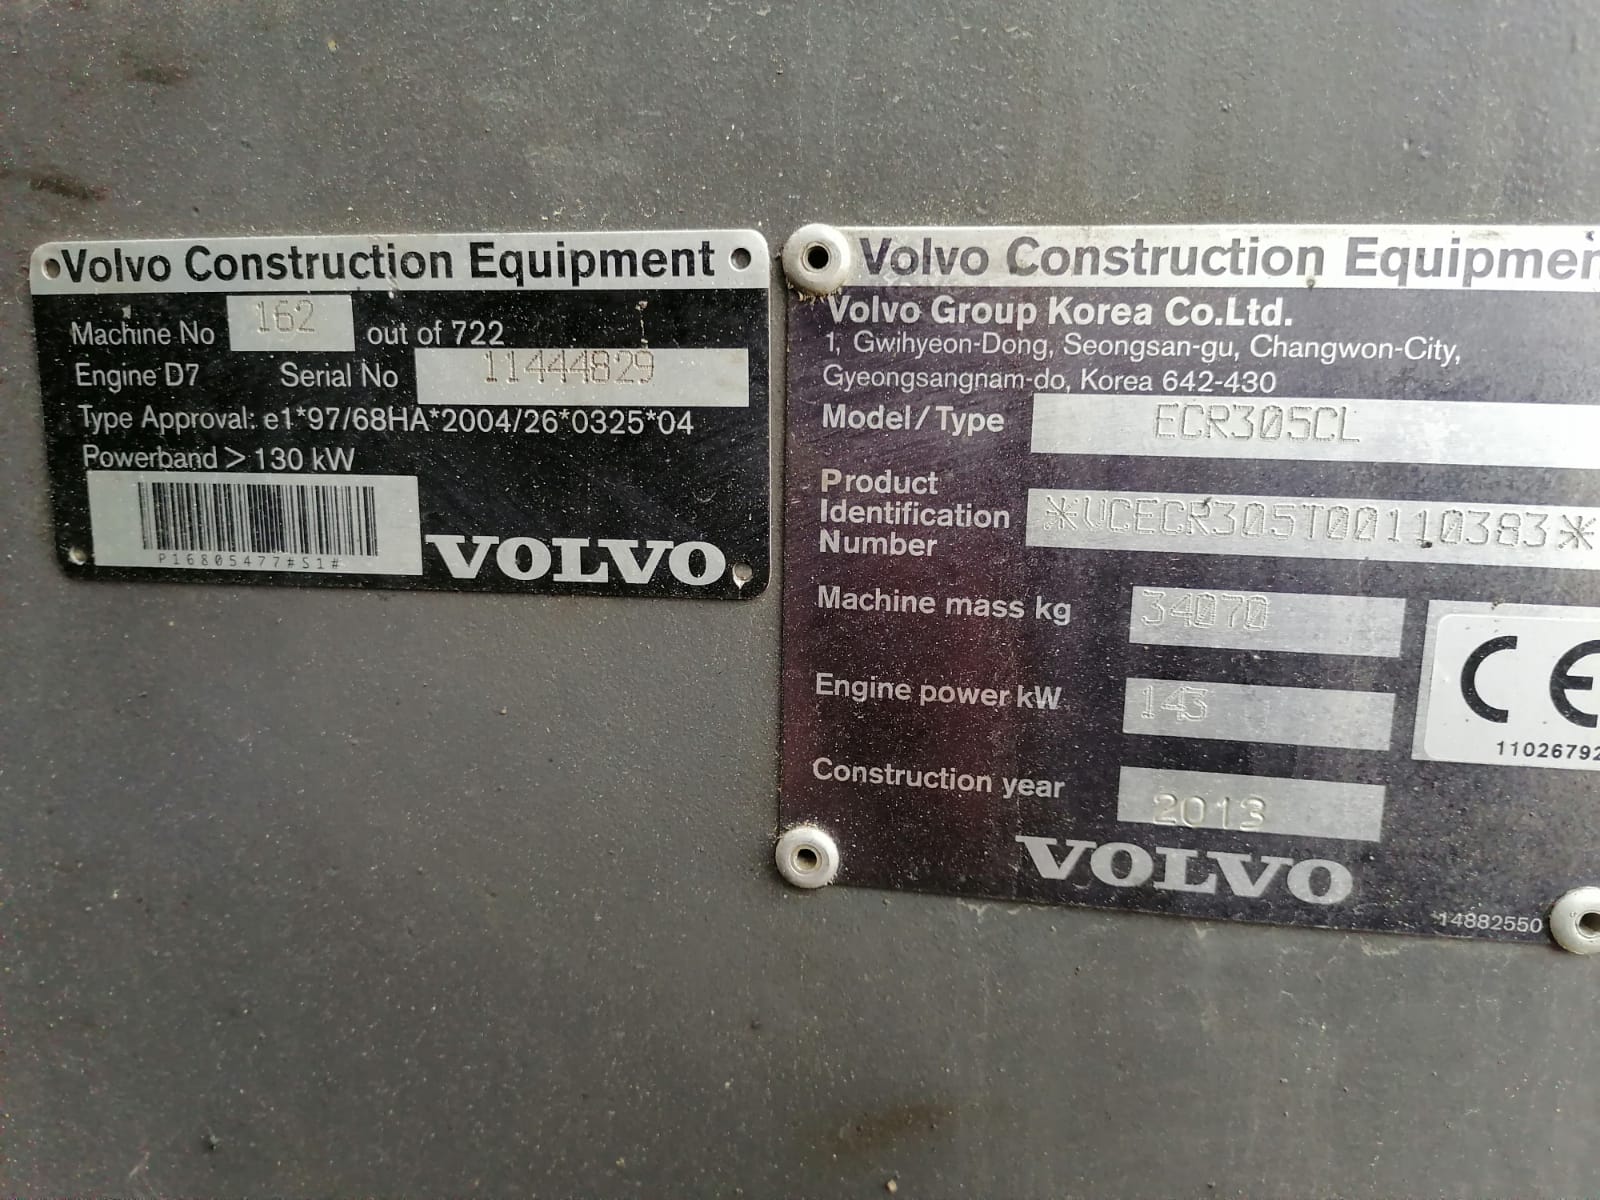 Volvo Construction Equipment
Machine No 162 out of 722
Engine D7 Serial No 11444829
Type Approval: e1*97/68HA*2004/26*0325*04
Powerband > 130 kW
P16805477#S1#
VOLVO
Volvo Construction Equipmen
Volvo Group Korea Co.Ltd.
1, Gwihyeon-Dong, Seongsan-gu, Changwon-City,
Gyeongsangnam-do, Korea 642-430
Model/Type ECR305CL
Product
Identification
Number *VCECR305T00110383*
Machine mass kg 34070
Engine power kW 143
Construction year 2013
CE
1102679
VOLVO
14882550